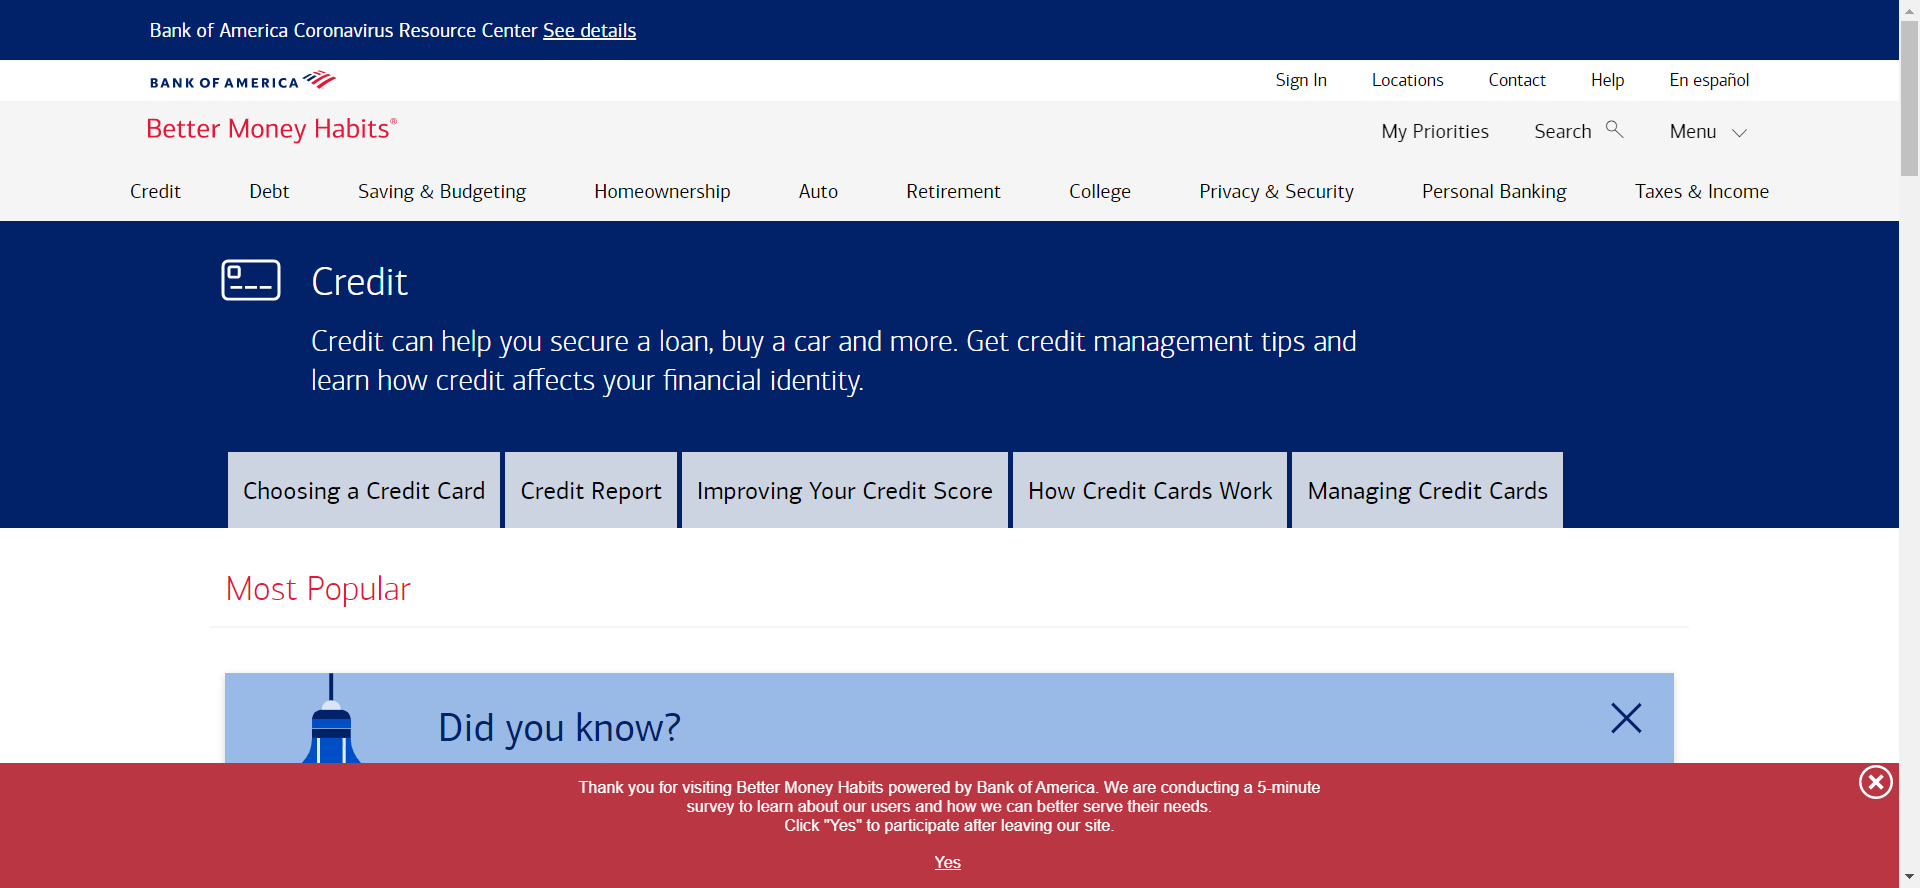 Bank of America Coronavirus Resource Center See details
BANK OF AMERICA
Sign In Locations Contact Help En español
Better Money Habits®
My Priorities Search Menu
Credit Debt Saving & Budgeting Homeownership Auto Retirement College Privacy & Security Personal Banking Taxes & Income
Credit
Credit can help you secure a loan, buy a car and more. Get credit management tips and
learn how credit affects your financial identity.
Choosing a Credit Card Credit Report Improving Your Credit Score How Credit Cards Work Managing Credit Cards
Most Popular
Did you know?
Thank you for visiting Better Money Habits powered by Bank of America. We are conducting a 5-minute
survey to learn about our users and how we can better serve their needs.
Click "Yes" to participate after leaving our site.
Yes